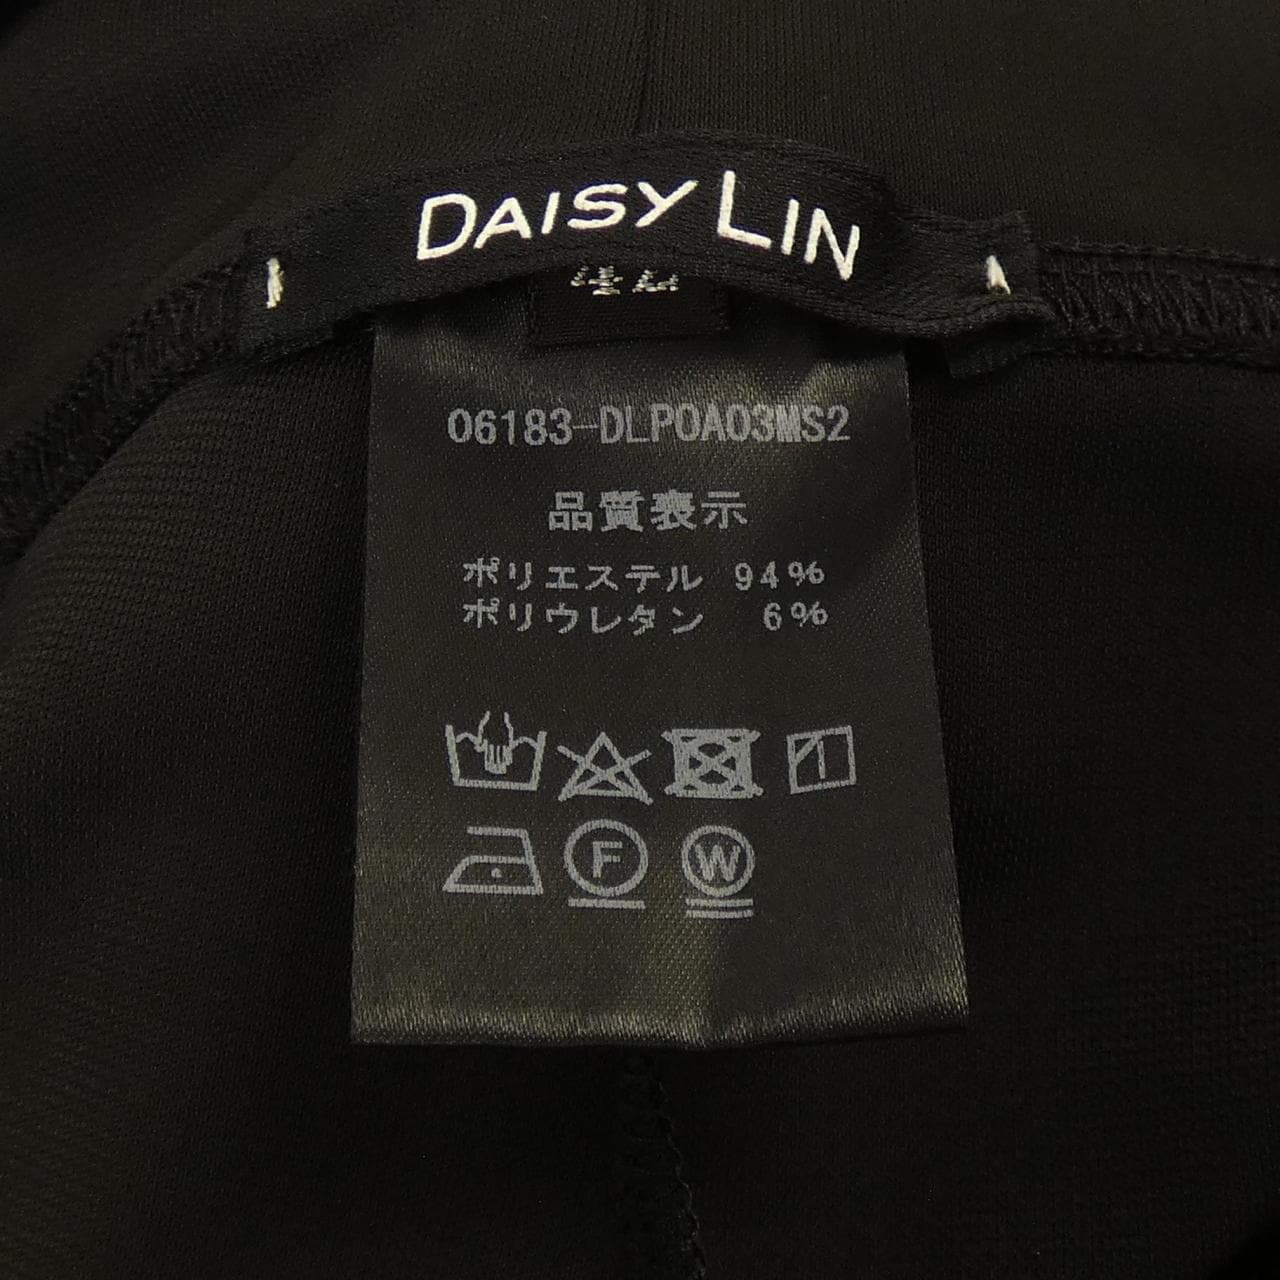 DAISY LIN
06183-DLP0A03MS2
品質表示
ポリエステル 94%
ポリウレタン 6%
F
W